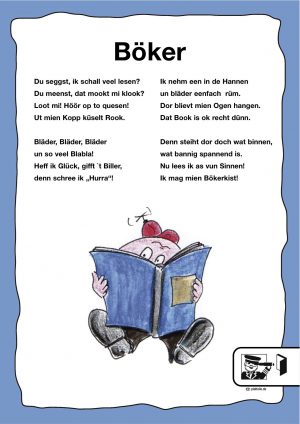 Böker
Du seggst, ik schall veel lesen?
Du meenst, dat mookt mi klook?
Loot mi! Höör op to quesen!
Ut mien Kopp küselt Rook.
Bläder, Bläder, Bläder
un so veel Blabla!
Heff ik Glück, gifft ´t Biller,
denn schree ik „Hurra“!
Ik nehm een in de Hannen
un bläder eenfach rüm.
Dor blievt mien Ogen hangen.
Dat Book is ok recht dünn.
Denn steiht dor doch wat binnen,
wat bannig spannend is.
Nu lees ik as vun Sinnen!
Ik mag mien Bökerkist!